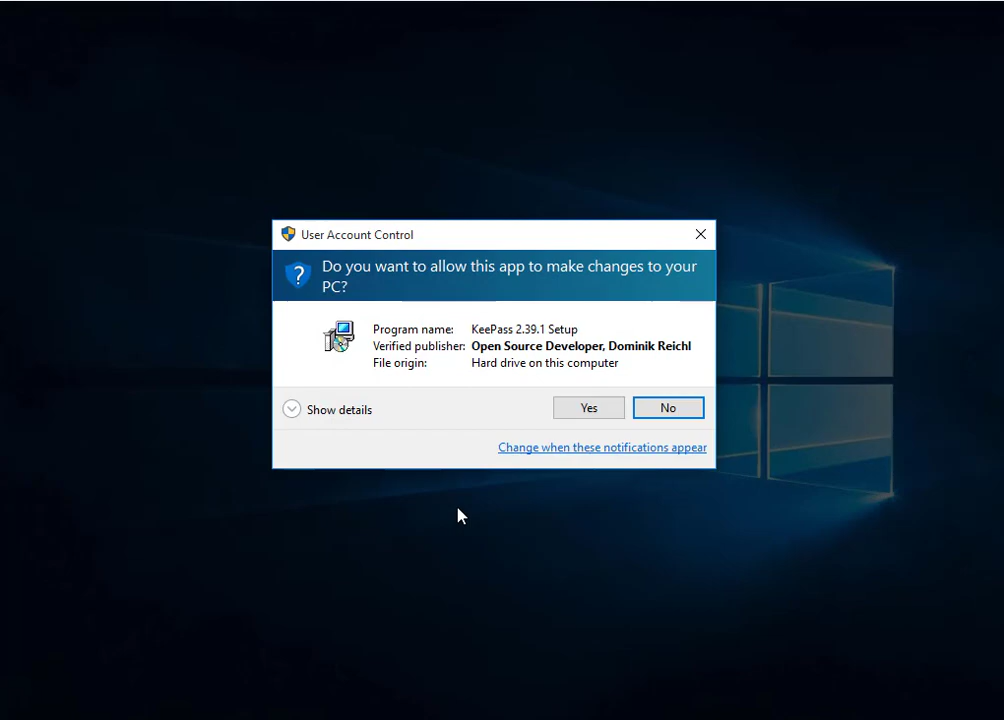 User Account Control
Do you want to allow this app to make changes to your
PC?
Program name: KeePass 2.39.1 Setup
Verified publisher: Open Source Developer, Dominik Reichl
File origin: Hard drive on this computer
Show details
Yes
No
Change when these notifications appear